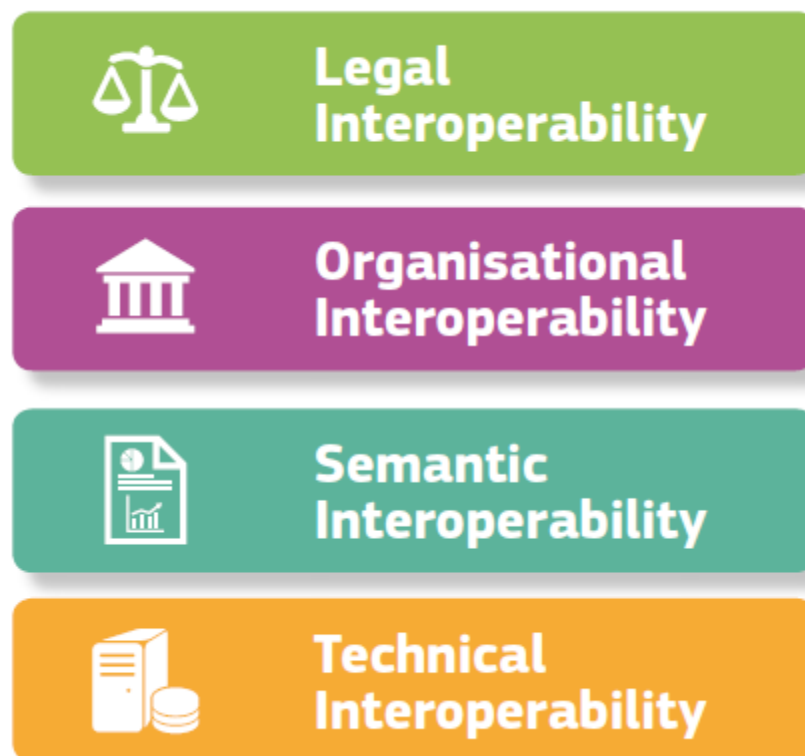 Legal
Interoperability
Organisational
Interoperability
Semantic
Interoperability
Technical
Interoperability